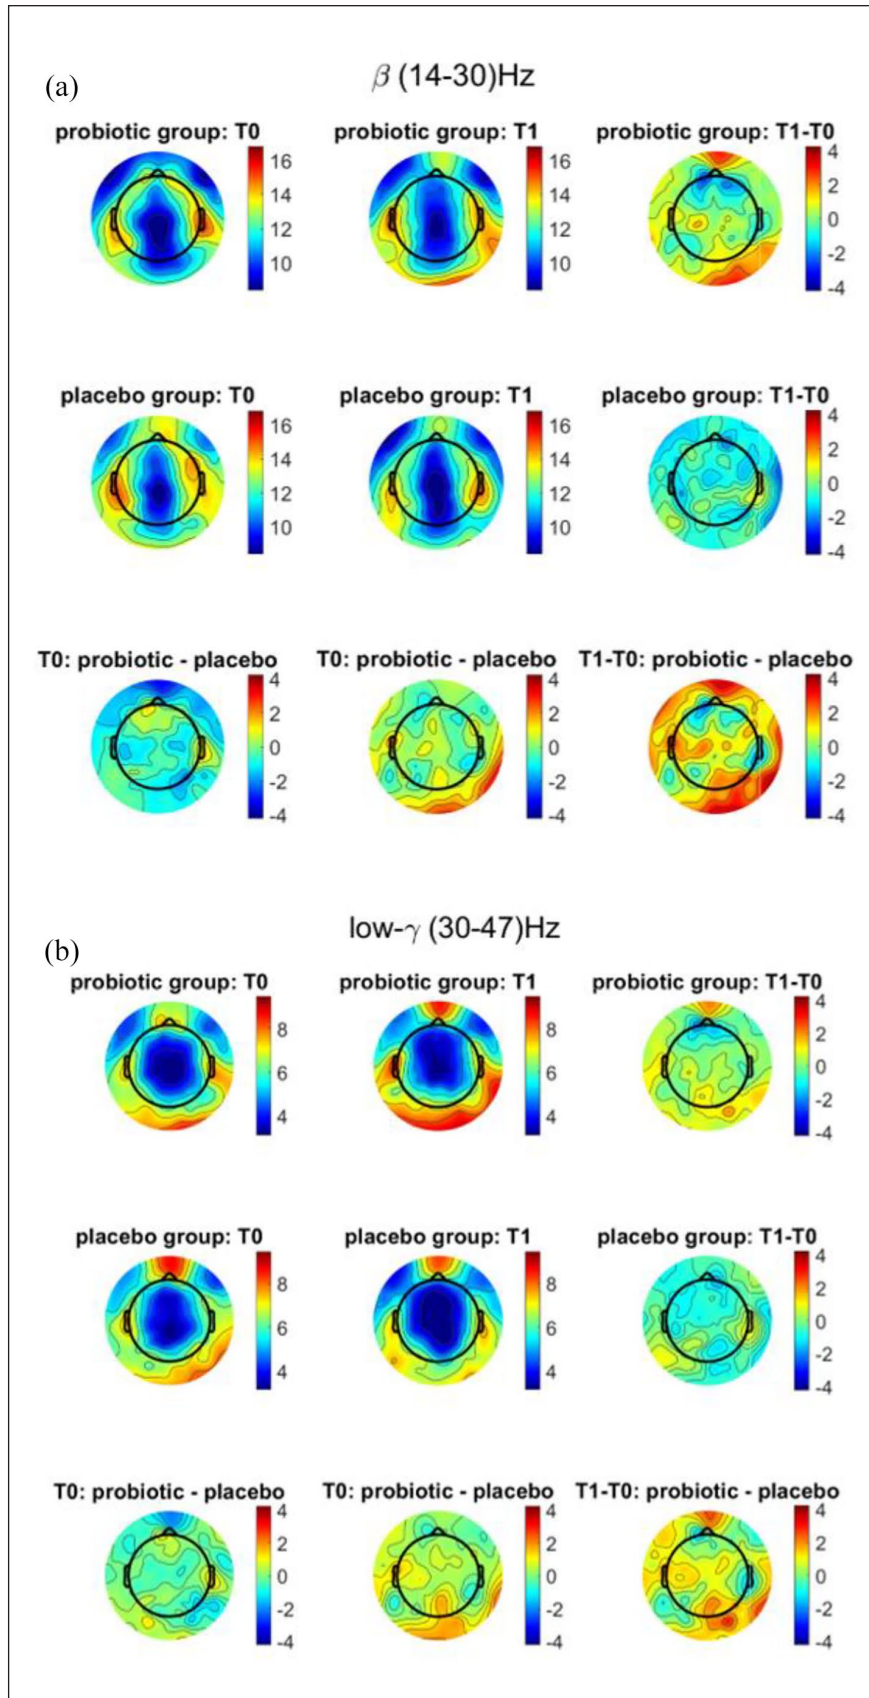 (a)
β (14-30)Hz
probiotic group: T0 probiotic group: T1 probiotic group: T1-T0
16 16 4
14 14 2
12 12 0
10 10 -2
-4
placebo group: T0 placebo group: T1 placebo group: T1-T0
16 16 4
14 14 2
12 12 0
10 10 -2
-4
T0: probiotic - placebo T0: probiotic - placebo T1-T0: probiotic - placebo
4 4 4
2 2 2
0 0 0
-2 -2 -2
-4 -4 -4
(b)
low-γ (30-47)Hz
probiotic group: T0 probiotic group: T1 probiotic group: T1-T0
8 8 4
6 6 2
4 4 0
-2
-4
placebo group: T0 placebo group: T1 placebo group: T1-T0
8 8 4
6 6 2
4 4 0
-2
-4
T0: probiotic - placebo T0: probiotic - placebo T1-T0: probiotic - placebo
4 4 4
2 2 2
0 0 0
-2 -2 -2
-4 -4 -4